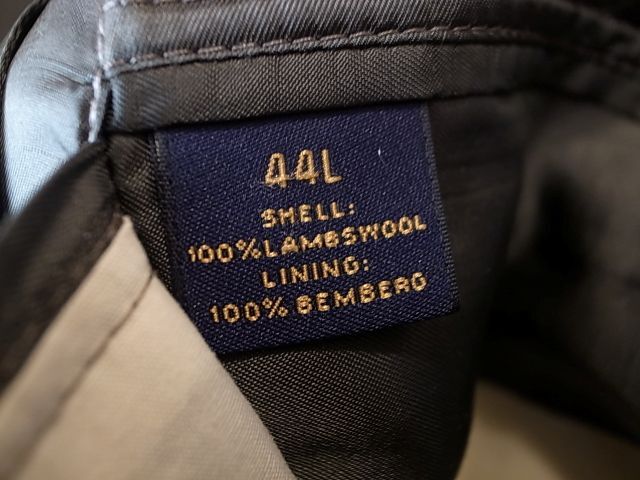 44L
SHELL:
100% LAMBSWOOL
LINING:
100% BEMBERG